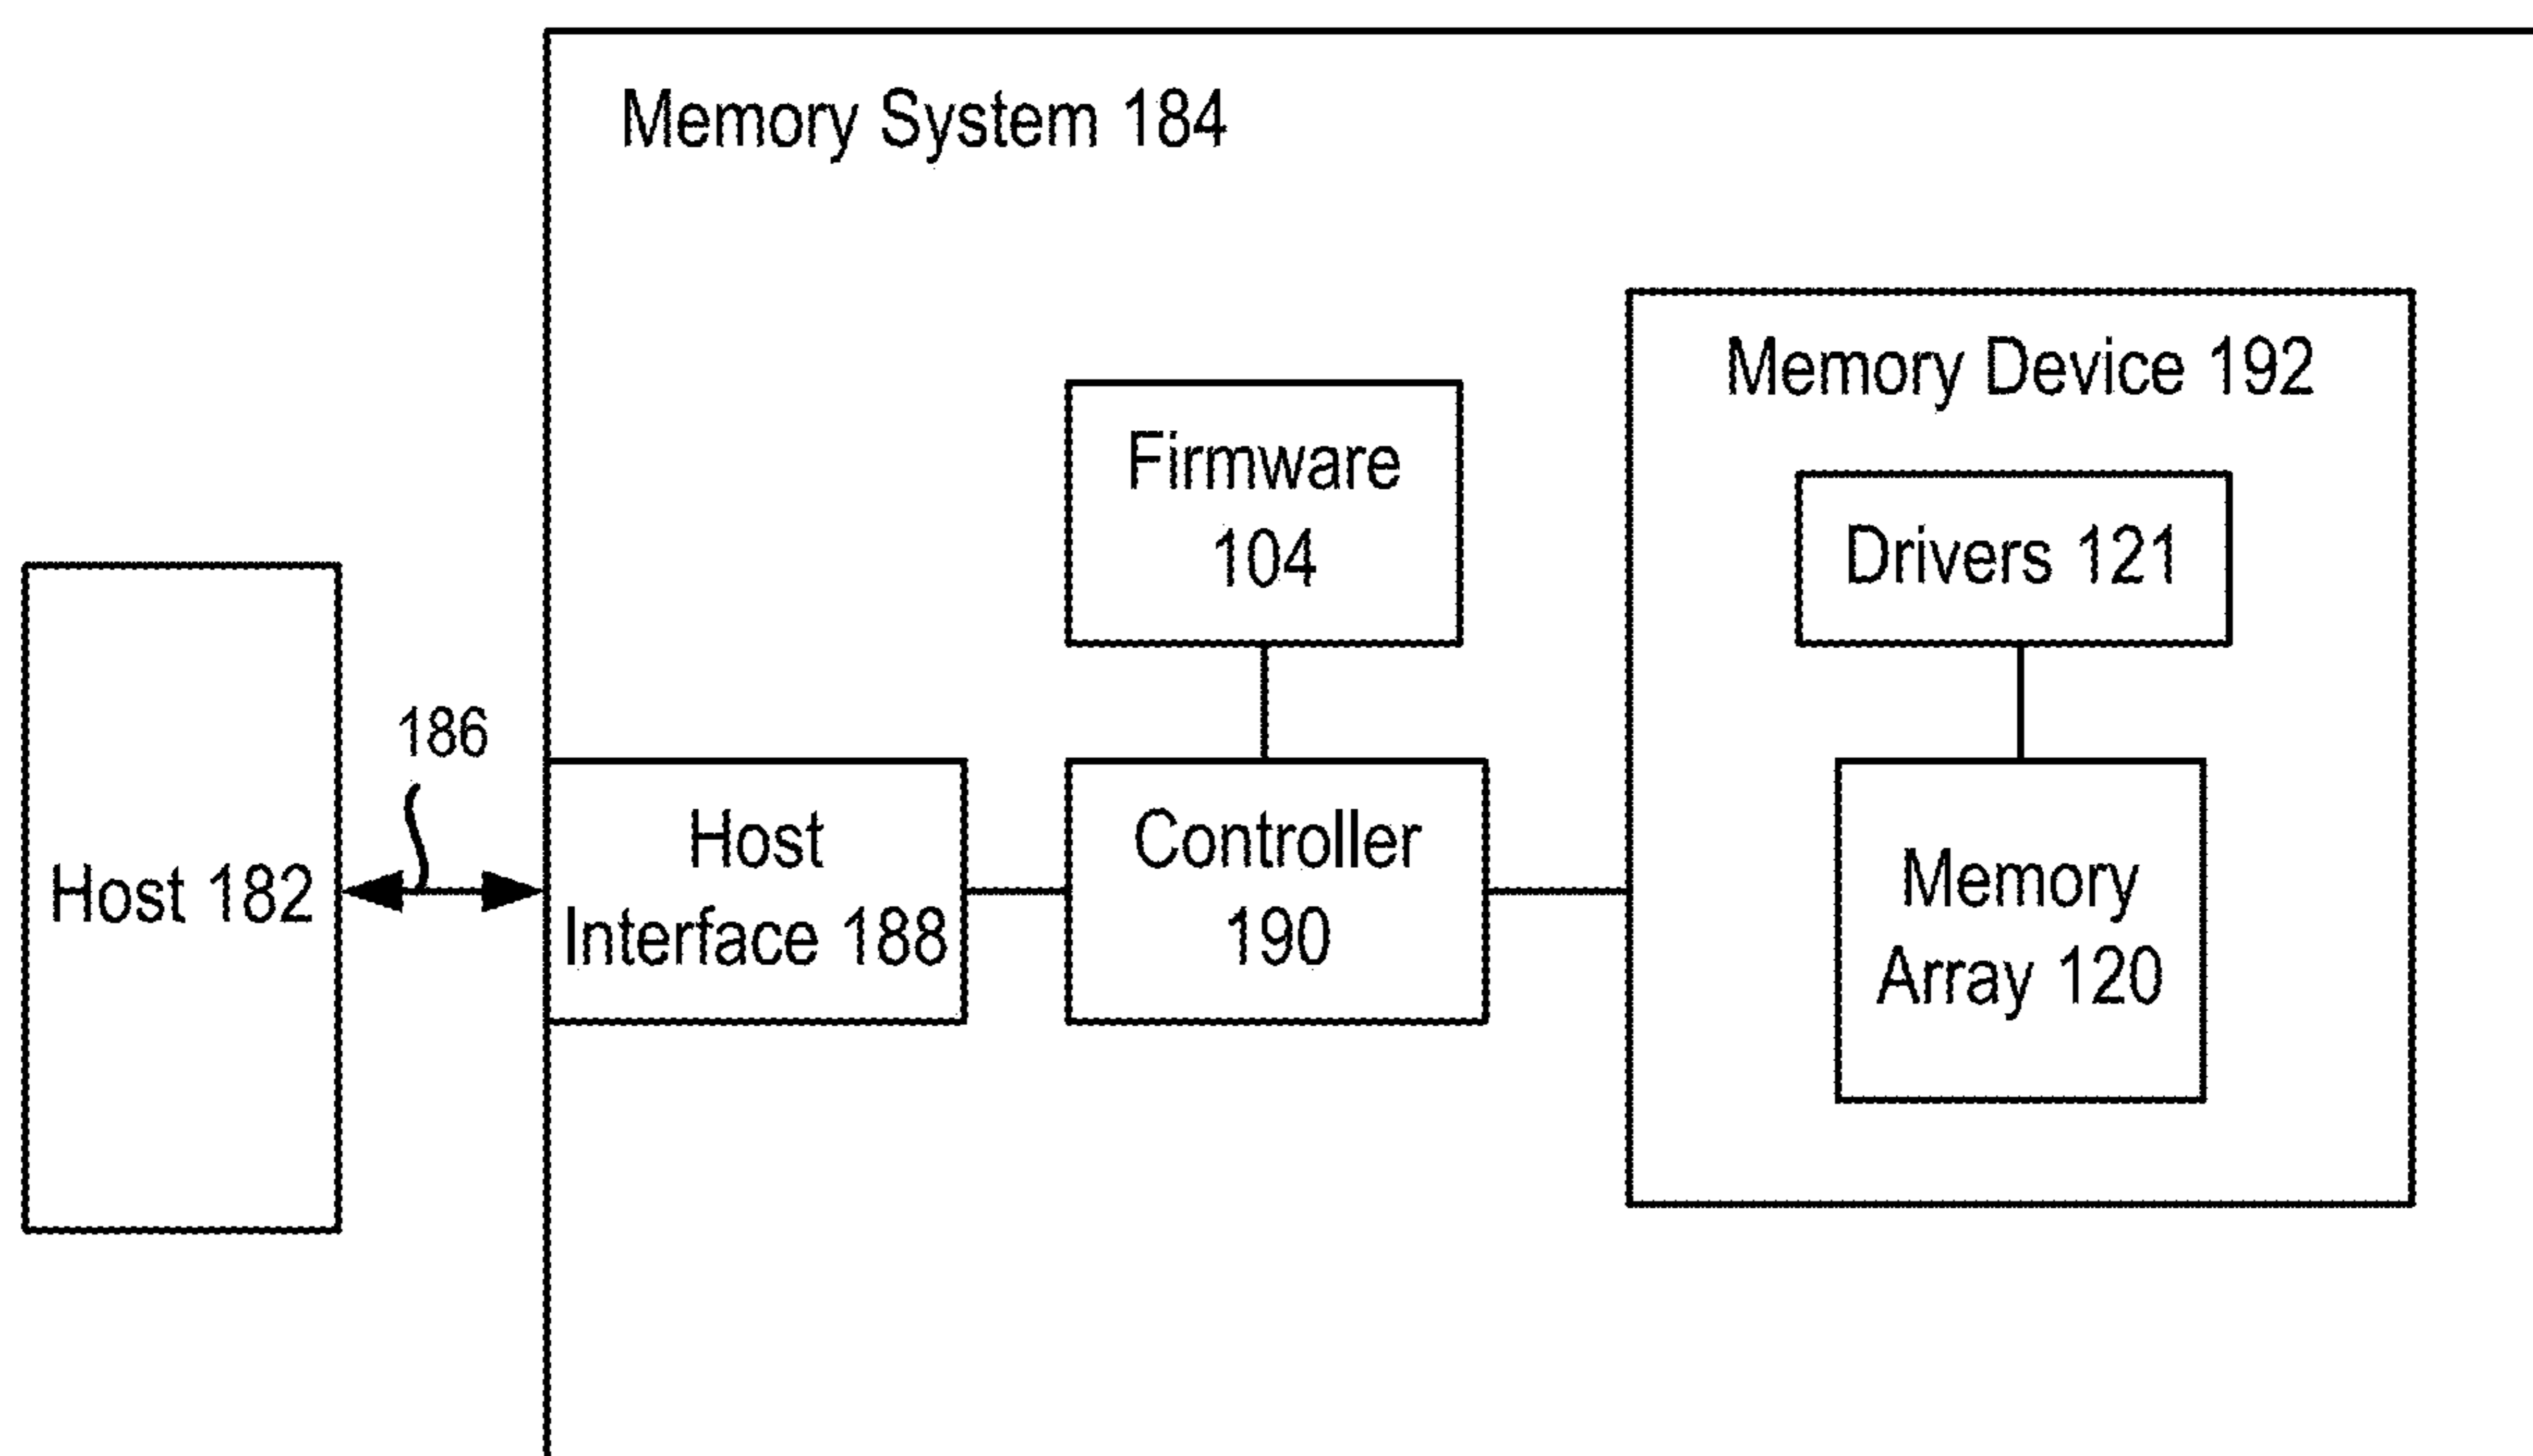 Memory System 184
Memory Device 192
Firmware
104
Drivers 121
186
Host 182
Host
Interface 188
Controller
190
Memory
Array 120